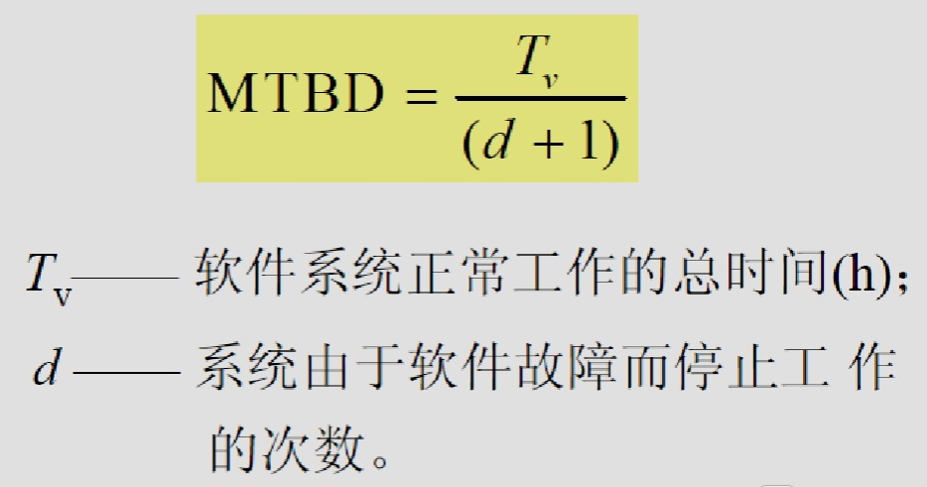 MTBD = T_v / (d + 1)
T_v —— 软件系统正常工作的总时间(h);
d —— 系统由于软件故障而停止工 作
的次数。